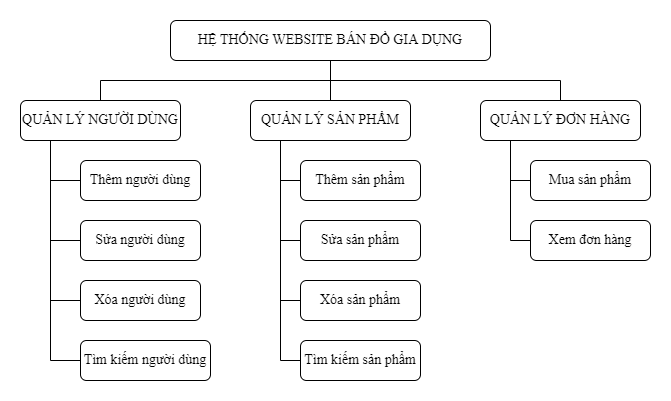 HỆ THỐNG WEBSITE BÁN ĐỒ GIA DỤNG
QUẢN LÝ NGƯỜI DÙNG
QUẢN LÝ SẢN PHẨM
QUẢN LÝ ĐƠN HÀNG
Thêm người dùng
Thêm sản phẩm
Mua sản phẩm
Sửa người dùng
Sửa sản phẩm
Xem đơn hàng
Xóa người dùng
Xóa sản phẩm
Tìm kiếm người dùng
Tìm kiếm sản phẩm